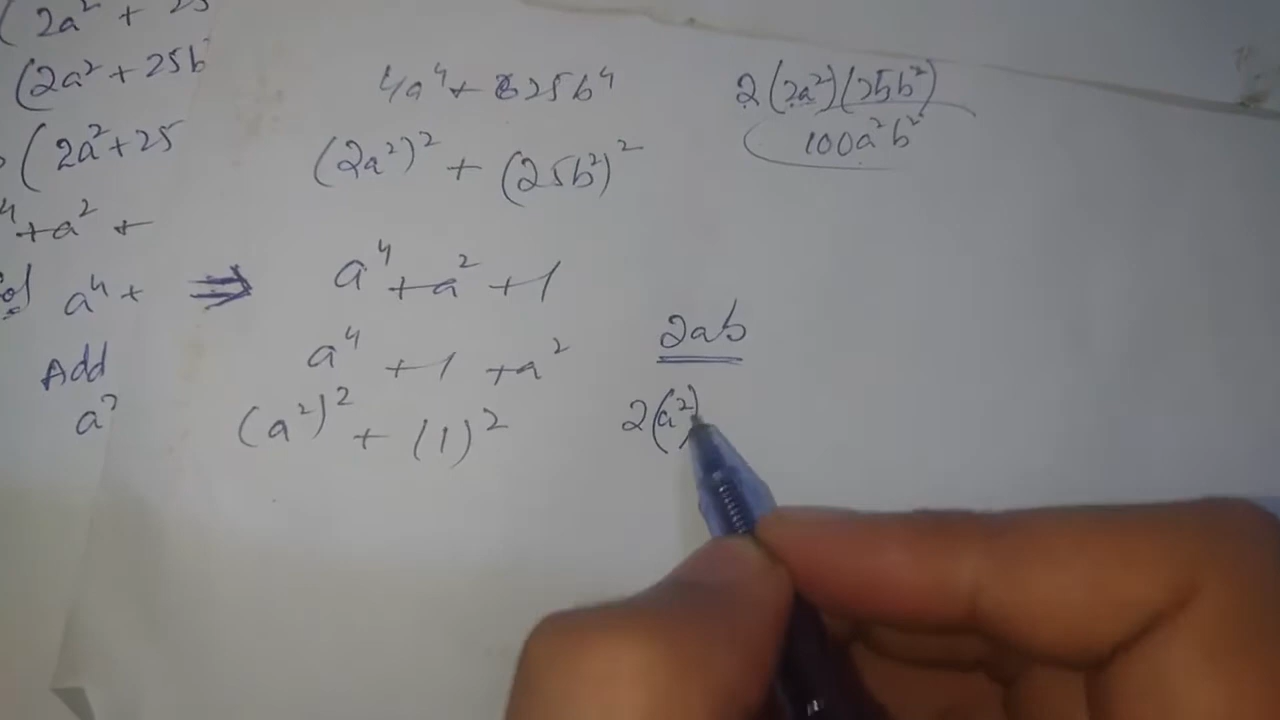 (2a² + 25
(2a² + 25b
(2a² + 25
4 + a² +
a⁴ +
Add
a²
4a⁴ + 625b⁴
(2a²)² + (25b²)²
⇒ a⁴ + a² + 1
a⁴ + 1 + a²
(a²)² + (1)²
2(2a²)(25b²)
100a²b²
2ab
2(a²)